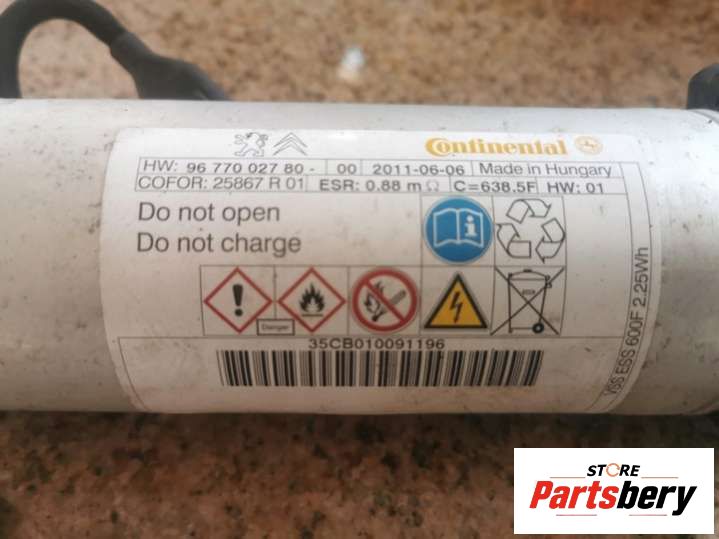 Continental
HW: 96 770 027 80- 00 2011-06-06 Made in Hungary
COFOR: 25867 R 01 ESR: 0.88 m Ω C=638.5F HW: 01
Do not open
Do not charge
Danger
35CB010091196
VSS ESS 600F 2.25Wh
STORE
Partsbery